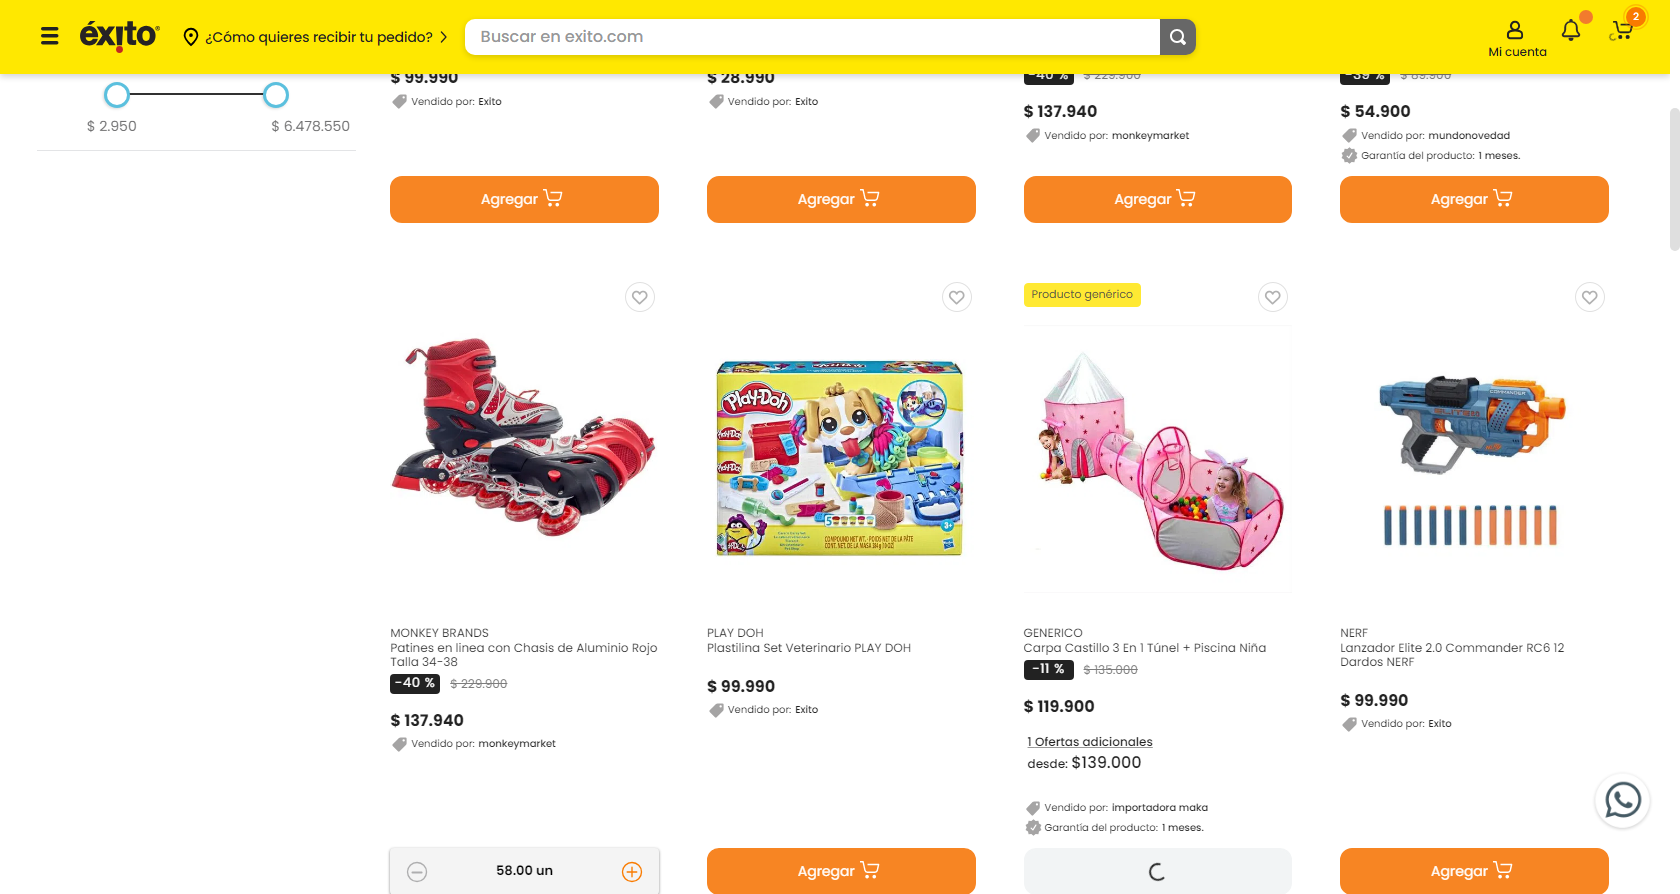 éxito
¿Cómo quieres recibir tu pedido?
Buscar en exito.com
Mi cuenta
2
$ 2.950
$ 6.478.550
$ 99.990
Vendido por: Exito
Agregar
$ 28.990
Vendido por: Exito
Agregar
-40 % $ 229.900
$ 137.940
Vendido por: monkeymarket
Agregar
-39 % $ 89.900
$ 54.900
Vendido por: mundonovedad
Garantía del producto: 1 meses.
Agregar
MONKEY BRANDS
Patines en linea con Chasis de Aluminio Rojo
Talla 34-38
-40 % $ 229.900
$ 137.940
Vendido por: monkeymarket
58.00 un
Play-Doh
3+
PLAY DOH
Plastilina Set Veterinario PLAY DOH
$ 99.990
Vendido por: Exito
Agregar
Producto genérico
GENERICO
Carpa Castillo 3 En 1 Túnel + Piscina Niña
-11 % $ 135.000
$ 119.900
1 Ofertas adicionales
desde: $139.000
Vendido por: importadora maka
Garantía del producto: 1 meses.
NERF
Lanzador Elite 2.0 Commander RC6 12
Dardos NERF
$ 99.990
Vendido por: Exito
Agregar